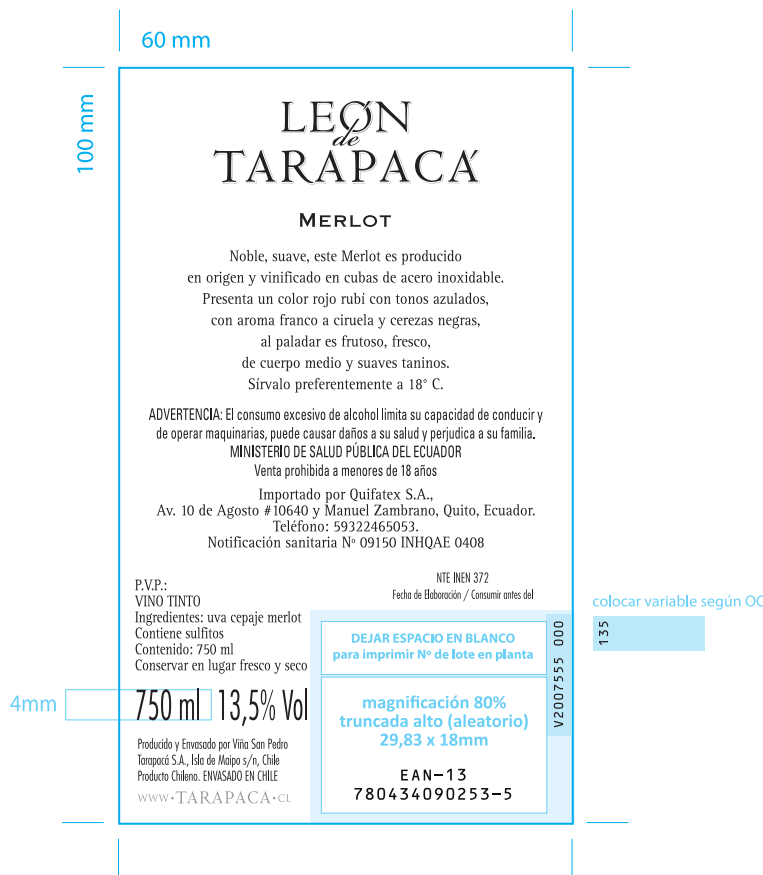 60 mm
100 mm
LEÓN
de
TARAPACÁ
MERLOT
Noble, suave, este Merlot es producido
en origen y vinificado en cubas de acero inoxidable.
Presenta un color rojo rubí con tonos azulados,
con aroma franco a ciruela y cerezas negras,
al paladar es frutoso, fresco,
de cuerpo medio y suaves taninos.
Sírvalo preferentemente a 18° C.
ADVERTENCIA: El consumo excesivo de alcohol limita su capacidad de conducir y
de operar maquinarias, puede causar daños a su salud y perjudica a su familia.
MINISTERIO DE SALUD PÚBLICA DEL ECUADOR
Venta prohibida a menores de 18 años
Importado por Quifatex S.A.,
Av. 10 de Agosto #10640 y Manuel Zambrano, Quito, Ecuador.
Teléfono: 59322465053.
Notificación sanitaria Nº 09150 INHQAE 0408
P.V.P.:
VINO TINTO
Ingredientes: uva cepaje merlot
Contiene sulfitos
Contenido: 750 ml
Conservar en lugar fresco y seco
NTE INEN 372
Fecha de Elaboración / Consumir antes del
DEJAR ESPACIO EN BLANCO
para imprimir Nº de lote en planta
V2007555 000
colocar variable según OC
135
4mm
750 ml 13,5% Vol
magnificación 80%
truncada alto (aleatorio)
29,83 x 18mm
EAN-13
780434090253-5
Producido y Envasado por Viña San Pedro
Tarapacá S.A., Isla de Maipo s/n, Chile
Producto Chileno. ENVASADO EN CHILE
WWW·TARAPACA·CL